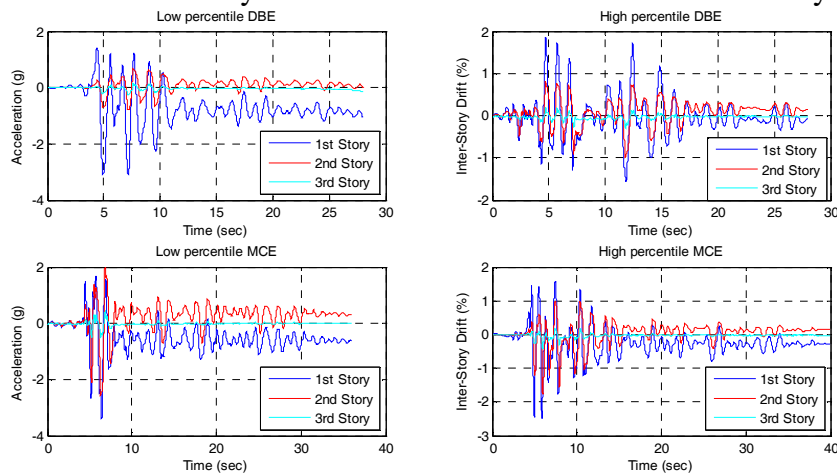 y
y
Low percentile DBE
Acceleration (g)
2
0
-2
-4
0
5
10
15
20
25
30
Time (sec)
1st Story
2nd Story
3rd Story
High percentile DBE
Inter-Story Drift (%)
2
1
0
-1
-2
0
5
10
15
20
25
30
Time (sec)
1st Story
2nd Story
3rd Story
Low percentile MCE
Acceleration (g)
2
0
-2
-4
0
10
20
30
40
Time (sec)
1st Story
2nd Story
3rd Story
High percentile MCE
Inter-Story Drift (%)
2
1
0
-1
-2
-3
0
10
20
30
40
Time (sec)
1st Story
2nd Story
3rd Story